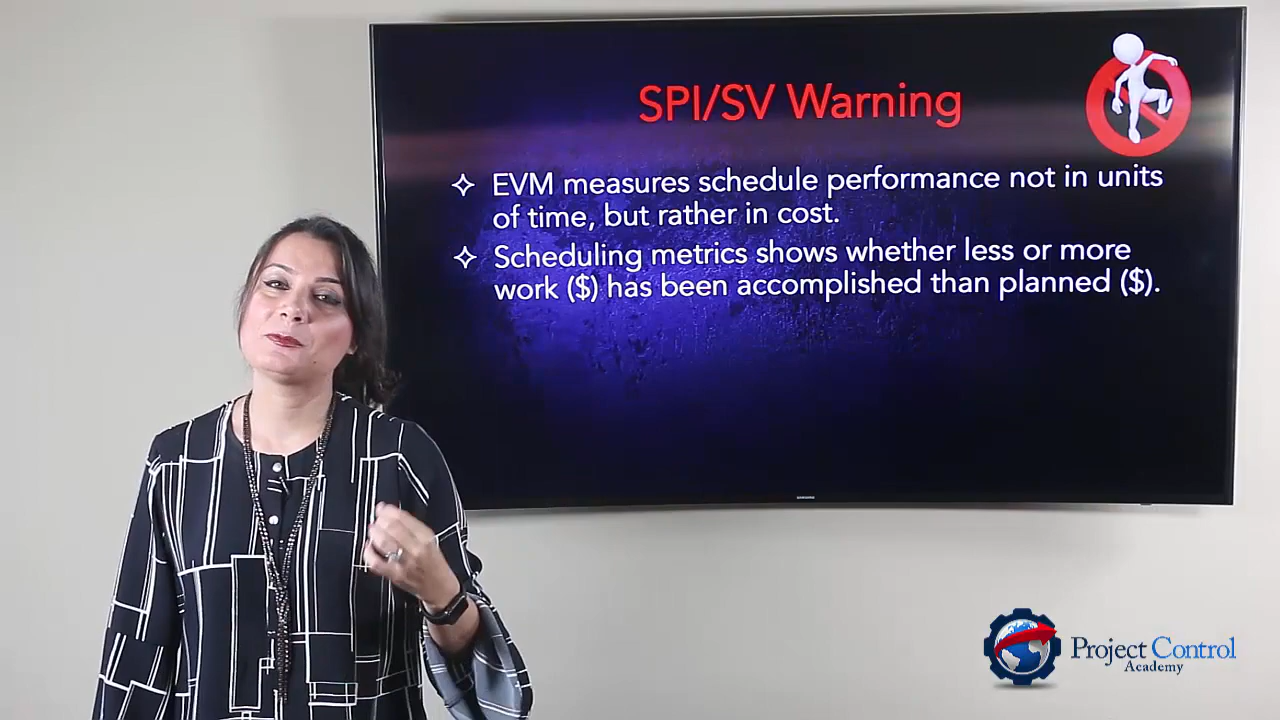 SPI/SV Warning
✧ EVM measures schedule performance not in units
of time, but rather in cost.
✧ Scheduling metrics shows whether less or more
work ($) has been accomplished than planned ($).
SAMSUNG
Project Control
Academy